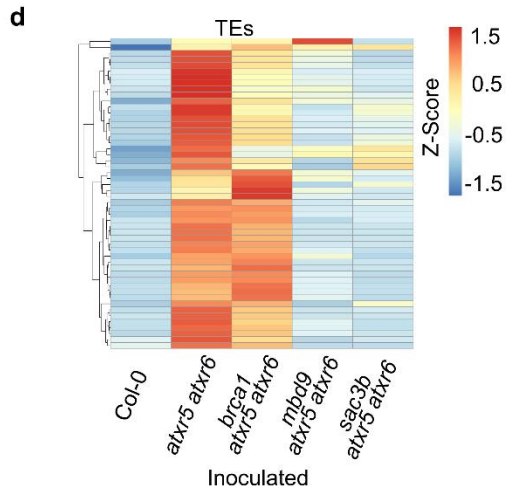 d
TEs
1.5
0.5
-0.5
-1.5
Z-Score
Col-0
atxr5 atxr6
brca1
atxr5 atxr6
mbd9
atxr5 atxr6
sac3b
atxr5 atxr6
Inoculated